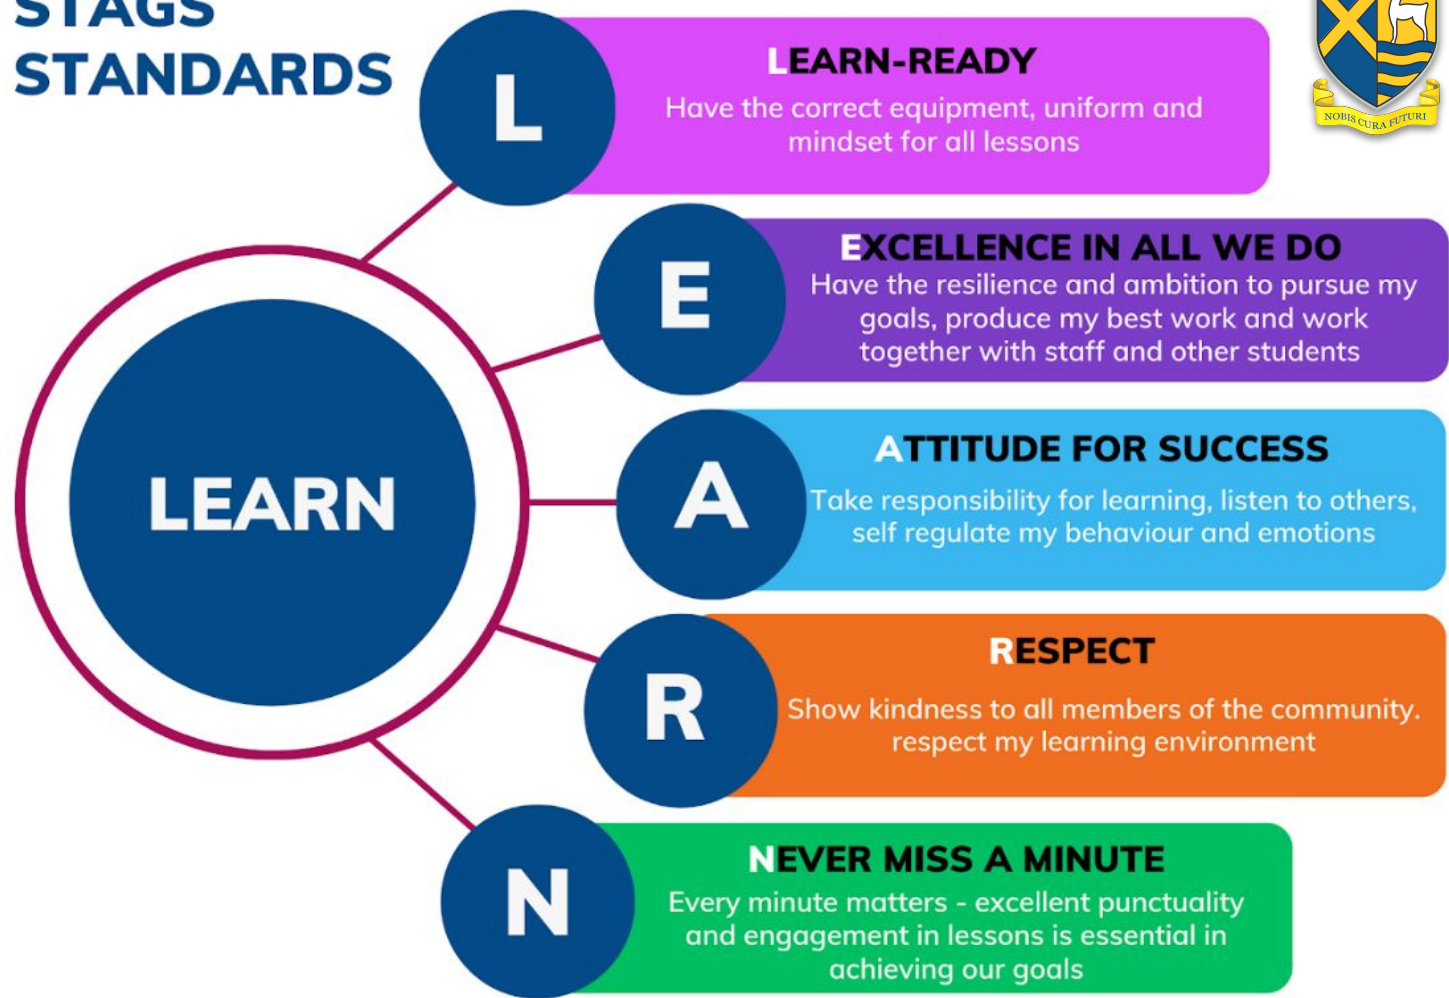 STAGS
STANDARDS
L
LEARN-READY
Have the correct equipment, uniform and
mindset for all lessons
NOBIS CURA FUTURI
E
EXCELLENCE IN ALL WE DO
Have the resilience and ambition to pursue my
goals, produce my best work and work
together with staff and other students
LEARN
A
ATTITUDE FOR SUCCESS
Take responsibility for learning, listen to others,
self regulate my behaviour and emotions
R
RESPECT
Show kindness to all members of the community.
respect my learning environment
N
NEVER MISS A MINUTE
Every minute matters - excellent punctuality
and engagement in lessons is essential in
achieving our goals